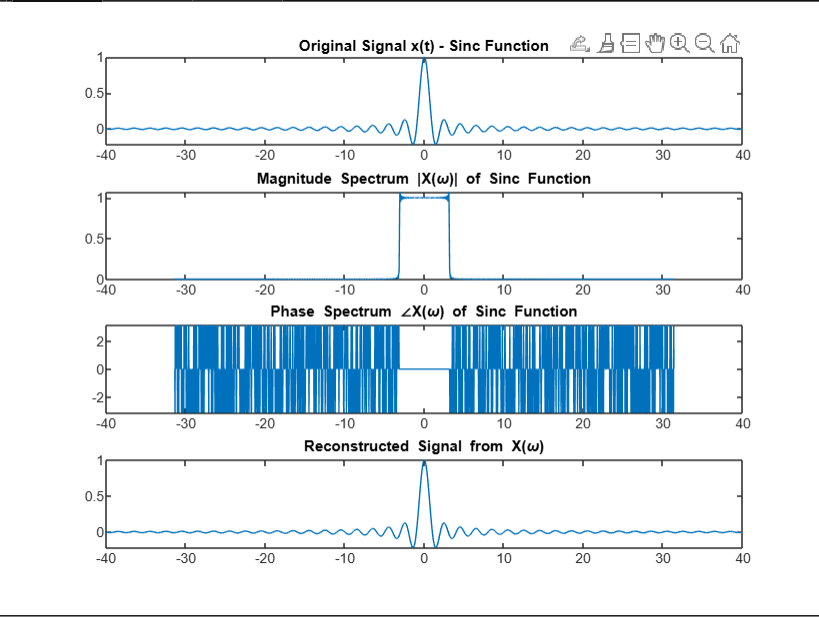 Original Signal x(t) - Sinc Function
1
0.5
0
-40 -30 -20 -10 0 10 20 30 40
Magnitude Spectrum |X(ω)| of Sinc Function
1
0.5
0
-40 -30 -20 -10 0 10 20 30 40
Phase Spectrum ∠X(ω) of Sinc Function
2
0
-2
-40 -30 -20 -10 0 10 20 30 40
Reconstructed Signal from X(ω)
1
0.5
0
-40 -30 -20 -10 0 10 20 30 40